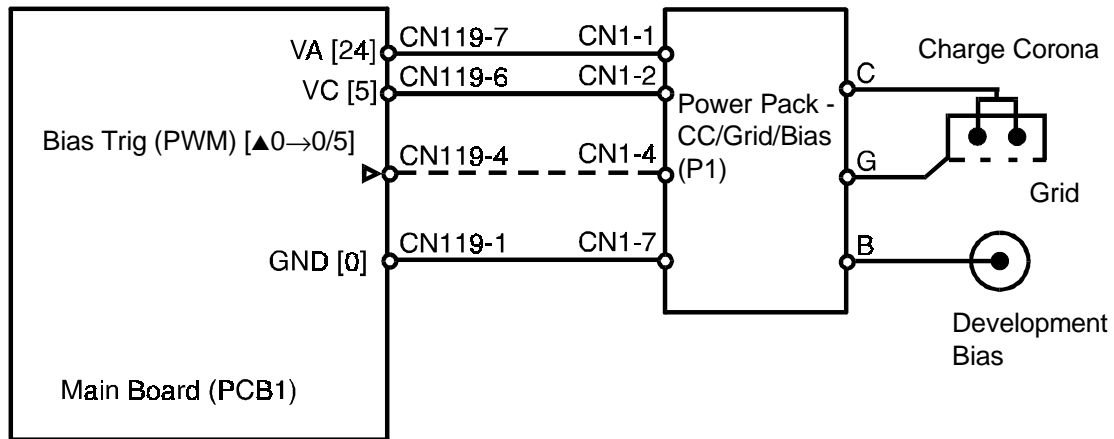 VA [24]
CN119-7
CN1-1
VC [5]
CN119-6
CN1-2
Bias Trig (PWM) [▲0→0/5]
CN119-4
CN1-4
GND [0]
CN119-1
CN1-7
Main Board (PCB1)
Power Pack -
CC/Grid/Bias
(P1)
C
Charge Corona
G
Grid
B
Development
Bias